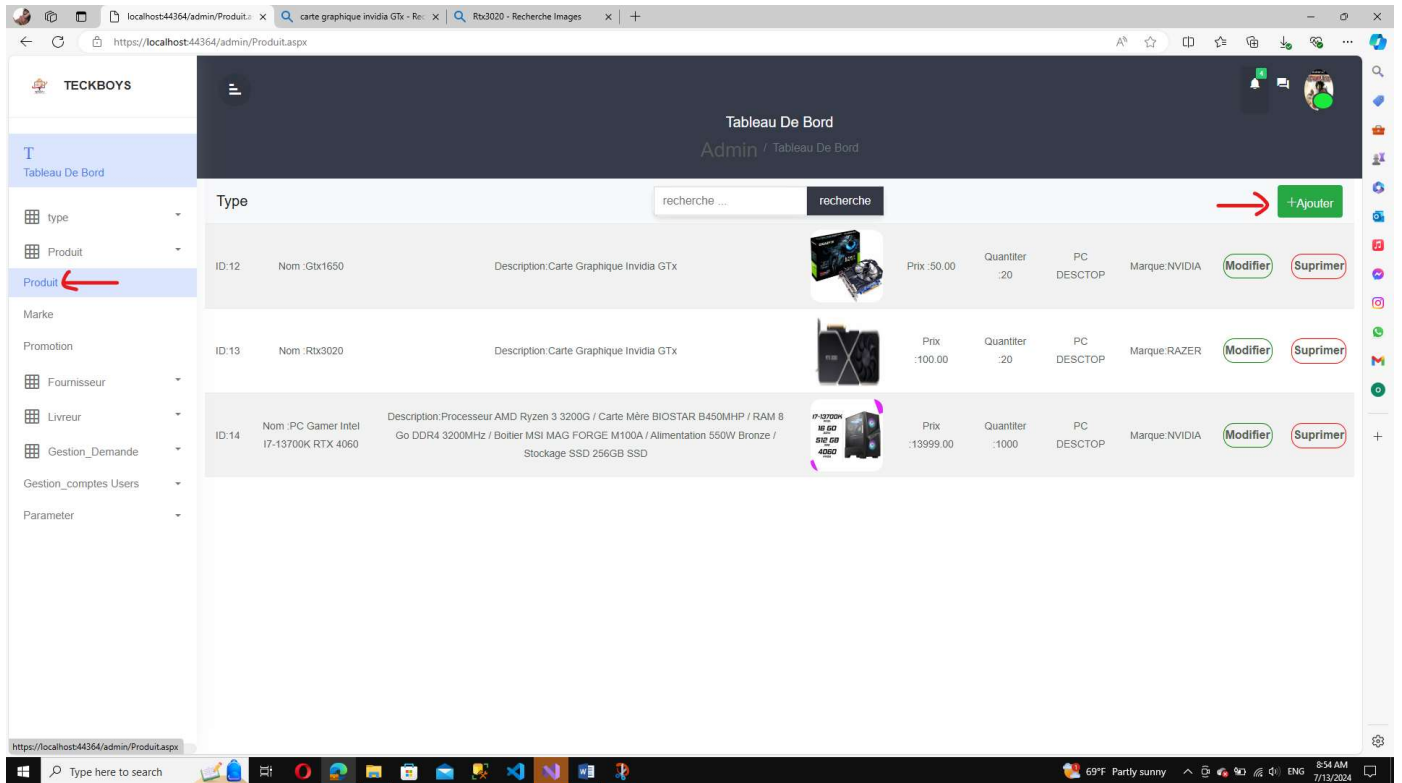 localhost:44364/admin/Produit.a
carte graphique invidia GTx - Rec
Rtx3020 - Recherche Images
https://localhost:44364/admin/Produit.aspx
TECKBOYS
4
Tableau De Bord
Admin / Tableau De Bord
T
Tableau De Bord
Type
recherche ...
recherche
+Ajouter
type
Produit
Produit
Marke
Promotion
Fournisseur
Livreur
Gestion_Demande
Gestion_comptes Users
Parameter
ID:12
Nom :Gtx1650
Description:Carte Graphique Invidia GTx
Prix :50.00
Quantiter
:20
PC
DESCTOP
Marque:NVIDIA
Modifier
Suprimer
ID:13
Nom :Rtx3020
Description:Carte Graphique Invidia GTx
Prix
:100.00
Quantiter
:20
PC
DESCTOP
Marque:RAZER
Modifier
Suprimer
ID:14
Nom :PC Gamer Intel
I7-13700K RTX 4060
Description:Processeur AMD Ryzen 3 3200G / Carte Mère BIOSTAR B450MHP / RAM 8
Go DDR4 3200MHz / Boitier MSI MAG FORGE M100A / Alimentation 550W Bronze /
Stockage SSD 256GB SSD
I7-13700K
16 GO
512 GB
4060
Prix
:13999.00
Quantiter
:1000
PC
DESCTOP
Marque:NVIDIA
Modifier
Suprimer
https://localhost:44364/admin/Produit.aspx
Type here to search
69°F Partly sunny
ENG
8:54 AM
7/13/2024